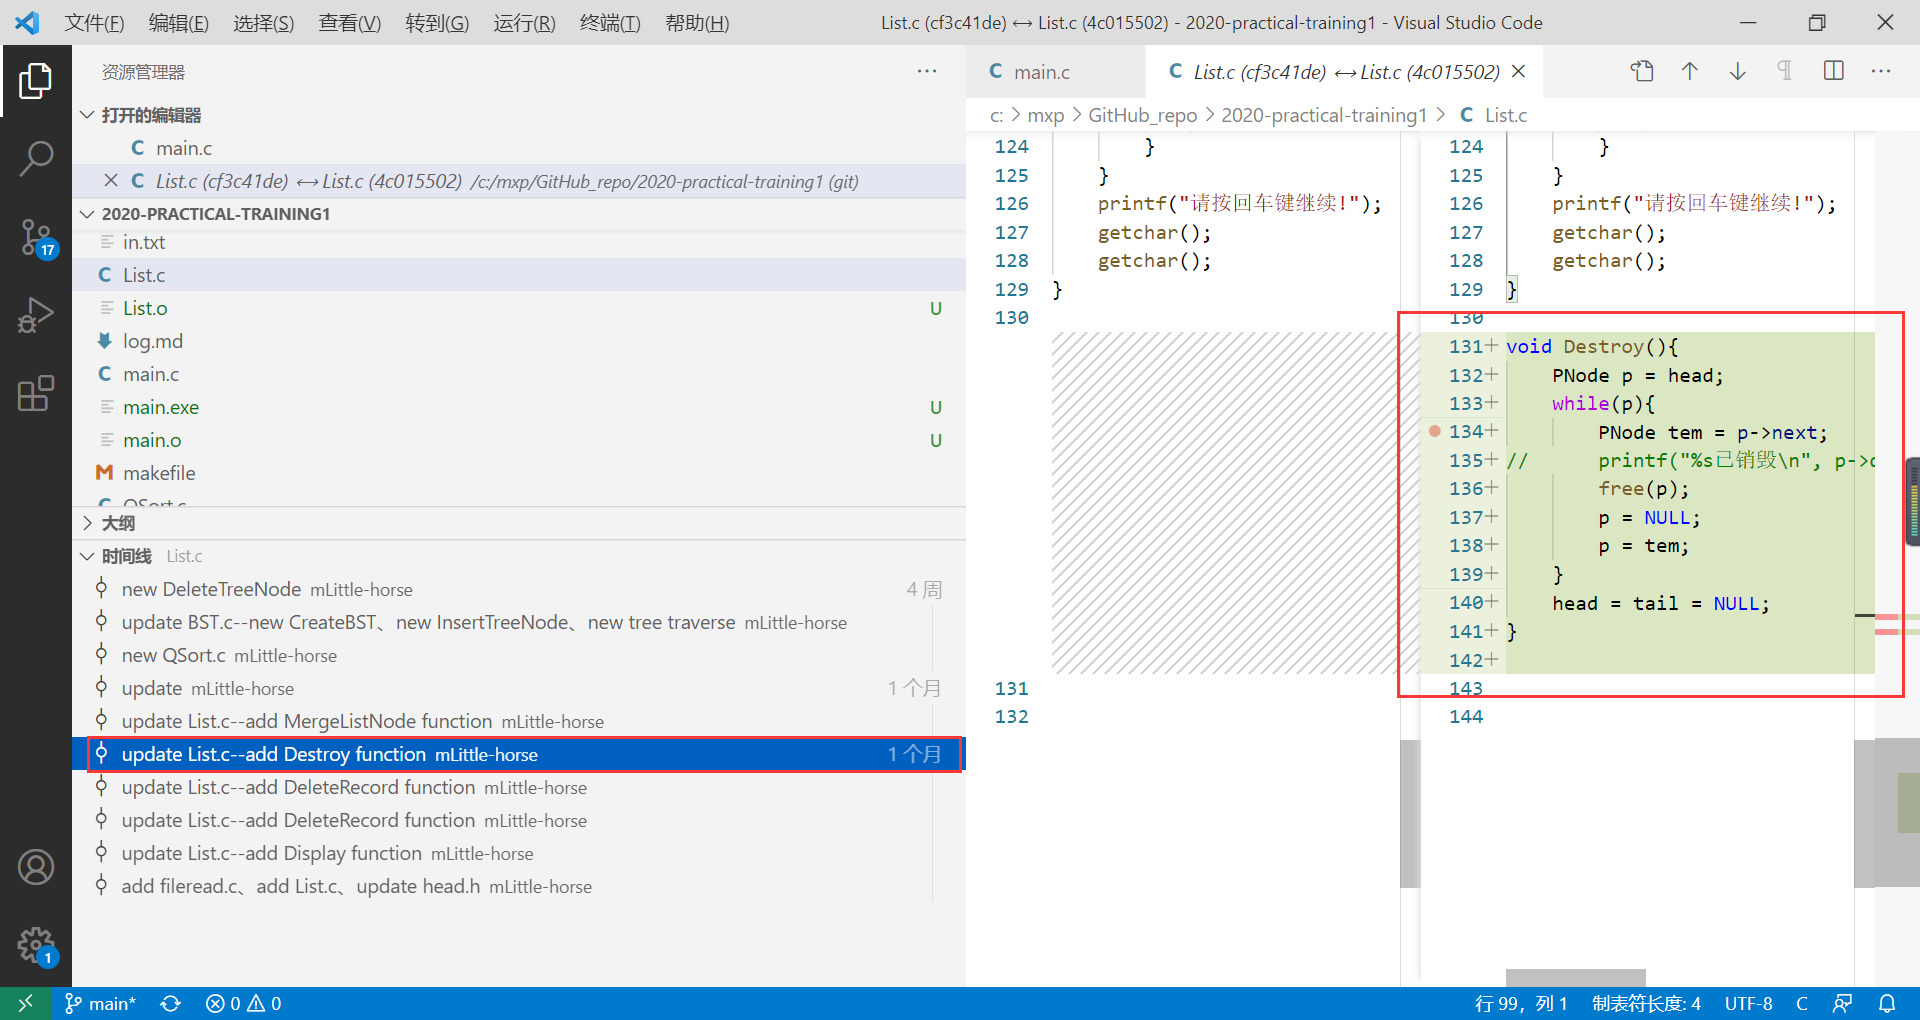 文件(F) 编辑(E) 选择(S) 查看(V) 转到(G) 运行(R) 终端(T) 帮助(H) List.c (cf3c41de) ↔ List.c (4c015502) - 2020-practical-training1 - Visual Studio Code
资源管理器
打开的编辑器
C main.c
C List.c (cf3c41de) ↔ List.c (4c015502) /c:/mxp/GitHub_repo/2020-practical-training1 (git)
2020-PRACTICAL-TRAINING1
in.txt
C List.c
List.o U
log.md
C main.c
main.exe U
main.o U
M makefile
C QSort.c
大纲
时间线 List.c
new DeleteTreeNode mLittle-horse 4 周
update BST.c--new CreateBST、new InsertTreeNode、new tree traverse mLittle-horse
new QSort.c mLittle-horse
update mLittle-horse 1 个月
update List.c--add MergeListNode function mLittle-horse
update List.c--add Destroy function mLittle-horse 1 个月
update List.c--add DeleteRecord function mLittle-horse
update List.c--add DeleteRecord function mLittle-horse
update List.c--add Display function mLittle-horse
add fileread.c、add List.c、update head.h mLittle-horse
17
1
C main.c
C List.c (cf3c41de) ↔ List.c (4c015502)
c: > mxp > GitHub_repo > 2020-practical-training1 > C List.c
124 }
125 }
126 printf("请按回车键继续!");
127 getchar();
128 getchar();
129 }
130
131
132
124 }
125 }
126 printf("请按回车键继续!");
127 getchar();
128 getchar();
129 }
130
131+ void Destroy(){
132+ PNode p = head;
133+ while(p){
134+ PNode tem = p->next;
135+ // printf("%s已销毁\n", p->
136+ free(p);
137+ p = NULL;
138+ p = tem;
139+ }
140+ head = tail = NULL;
141+ }
142+
143
144
main* 0 0 行 99，列 1 制表符长度: 4 UTF-8 C